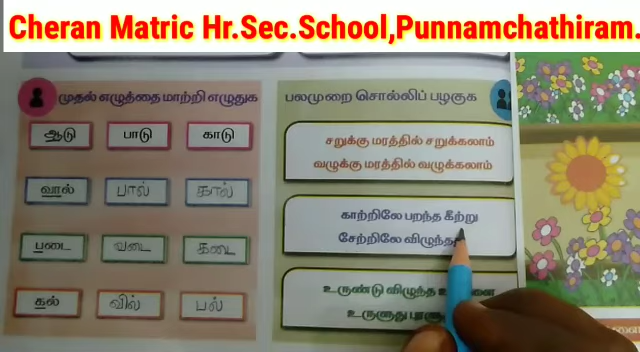 Cheran Matric Hr.Sec.School,Punnamchathiram.
முதல் எழுத்தை மாற்றி எழுதுக
ஆடு பாடு காடு
வால் பால் கால்
படை வடை கடை
கல் வில் பல்
பலமுறை சொல்லிப் பழகுக
சறுக்கு மரத்தில் சறுக்கலாம்
வழுக்கு மரத்தில் வழுக்கலாம்
காற்றிலே பறந்த கீற்று
சேற்றிலே
உருண்டு விழுந்த
உருளுது